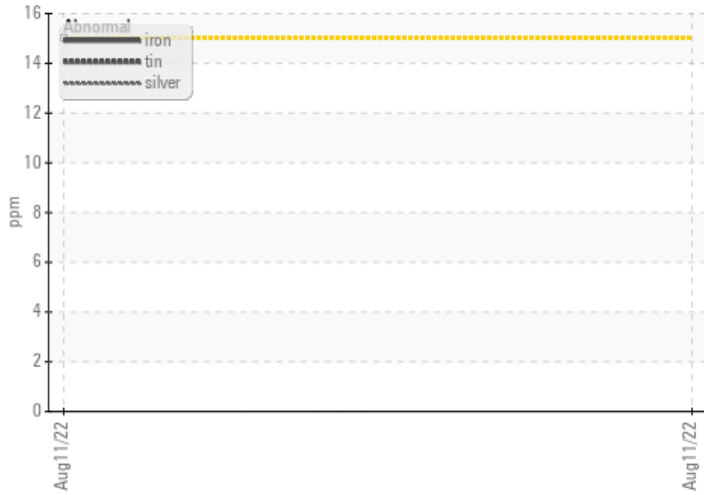 16
Abnormal
iron
tin
silver
14
12
10
8
ppm
6
4
2
0
Aug11/22
Aug11/22